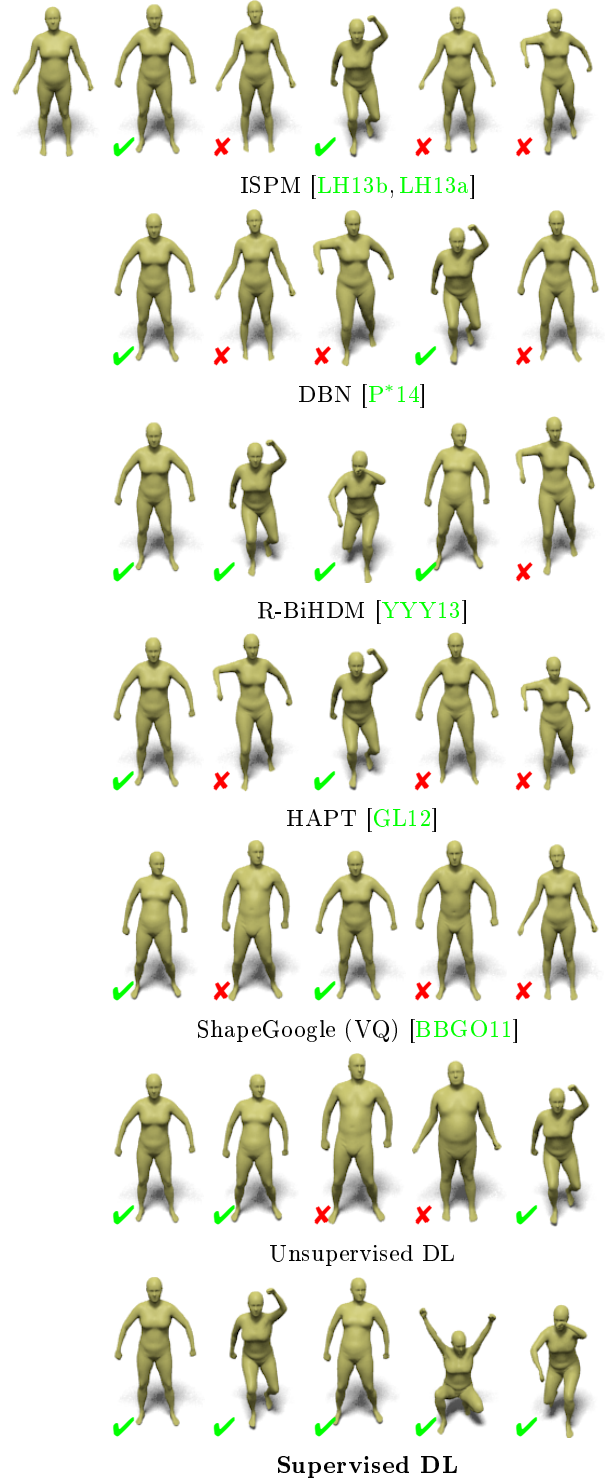 ISPM [LH13b, LH13a]
DBN [P*14]
R-BiHDM [YYY13]
HAPT [GL12]
ShapeGoogle (VQ) [BBGO11]
Unsupervised DL
Supervised DL